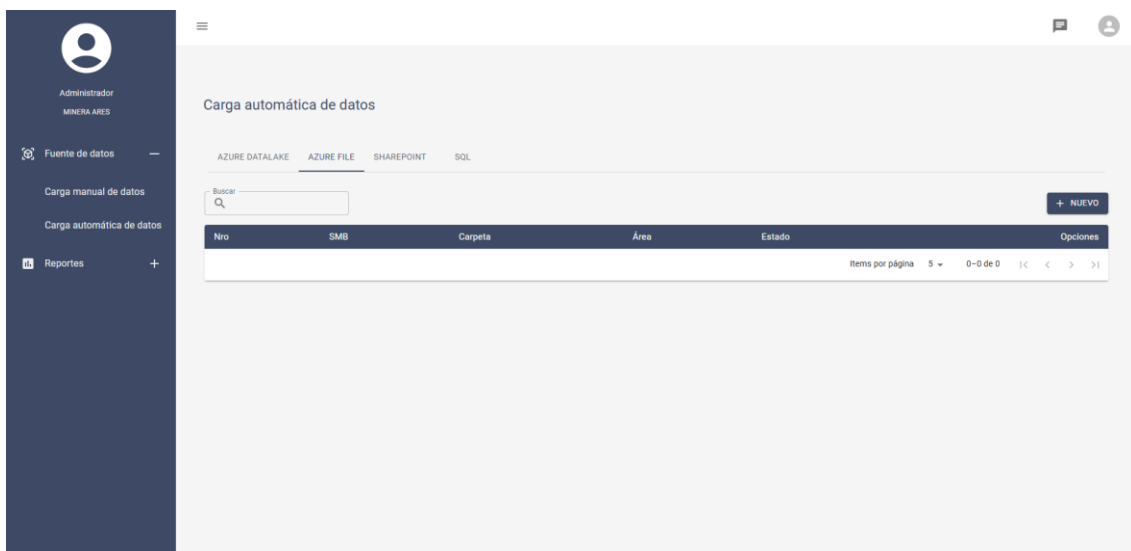 Administrador
MINERA ARES
Fuente de datos
Carga manual de datos
Carga automática de datos
Reportes
Carga automática de datos
AZURE DATALAKE AZURE FILE SHAREPOINT SQL
Buscar
+ NUEVO
Nro SMB Carpeta Área Estado Opciones
Items por página 5 0–0 de 0